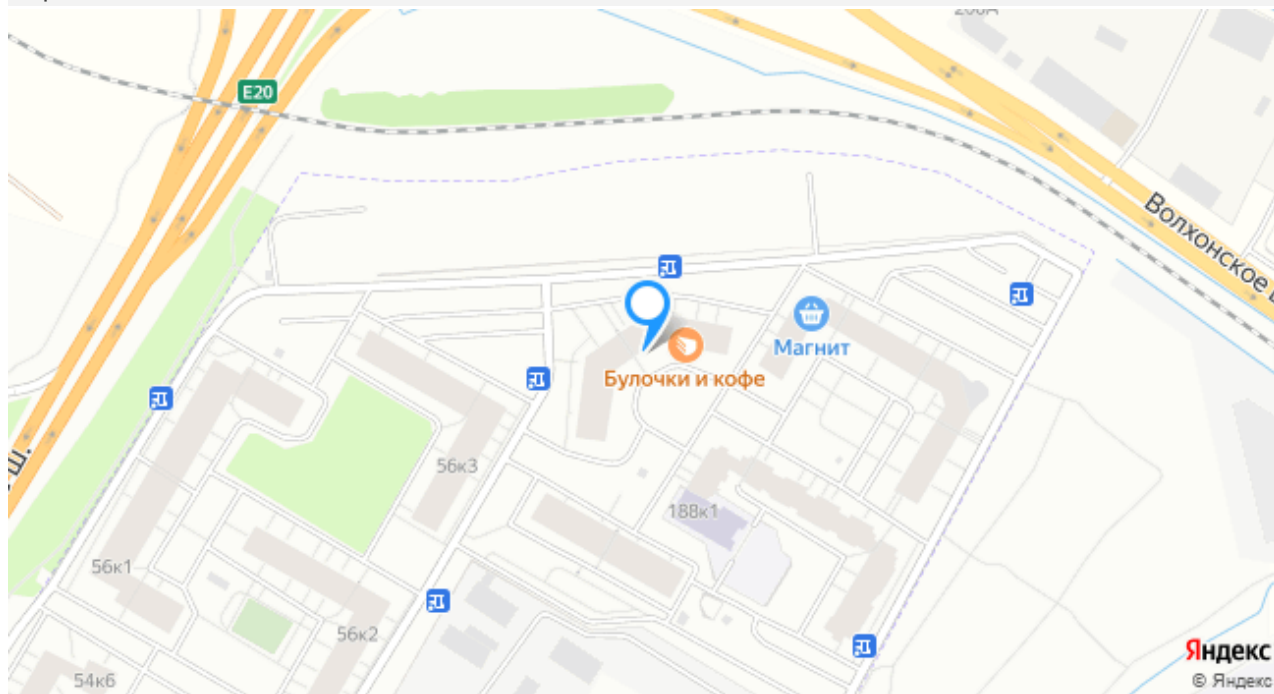 E20
Волхонское
Магнит
Булочки и кофе
Ш.
56к3
188к1
56к1
56к2
54к6
Яндекс
© Яндекс